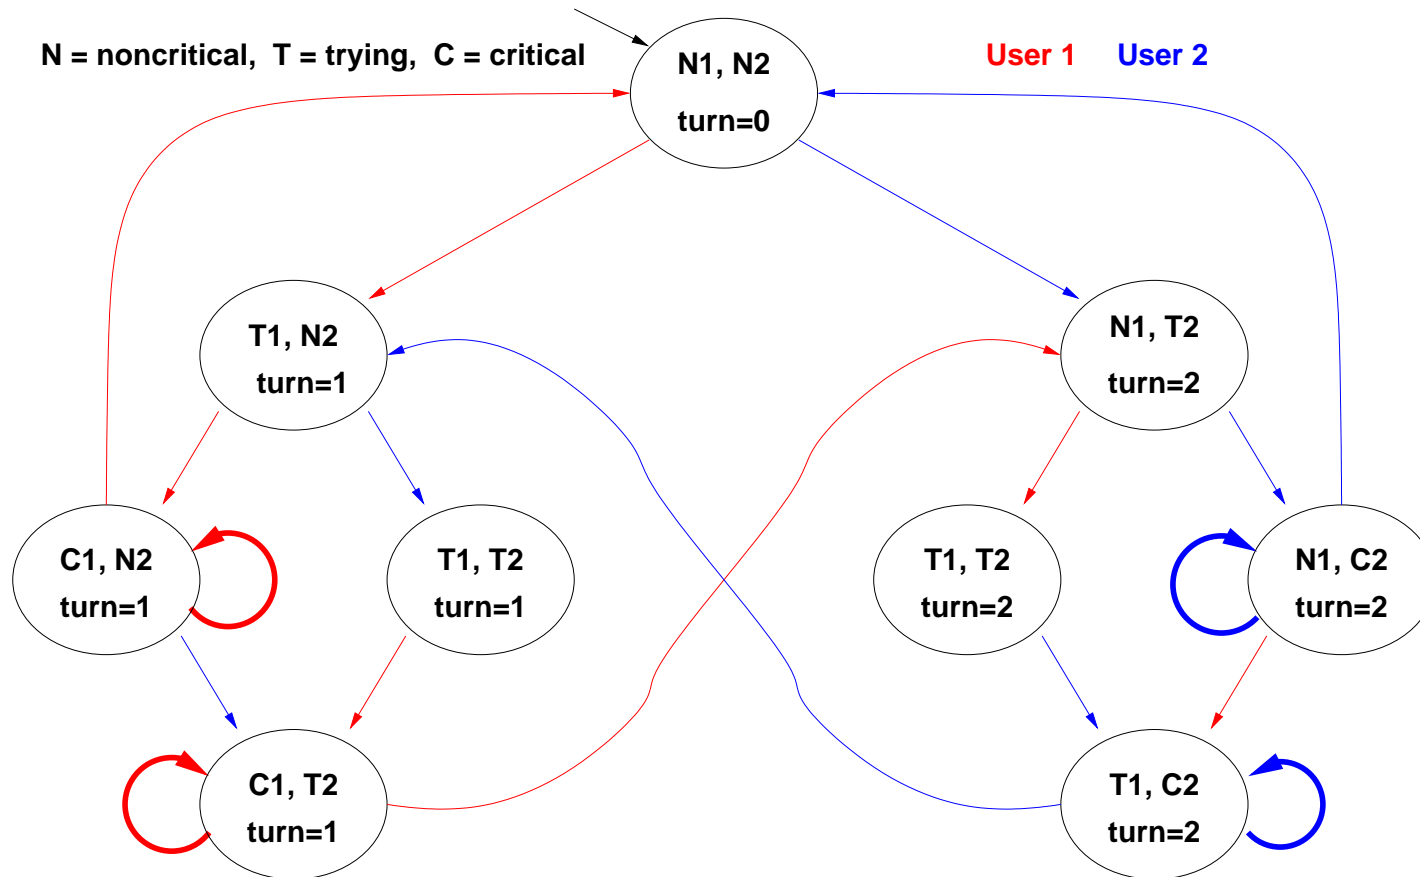 N = noncritical,  T = trying,  C = critical
User 1
User 2
N1, N2
turn=0
T1, N2
turn=1
N1, T2
turn=2
C1, N2
turn=1
T1, T2
turn=1
T1, T2
turn=2
N1, C2
turn=2
C1, T2
turn=1
T1, C2
turn=2